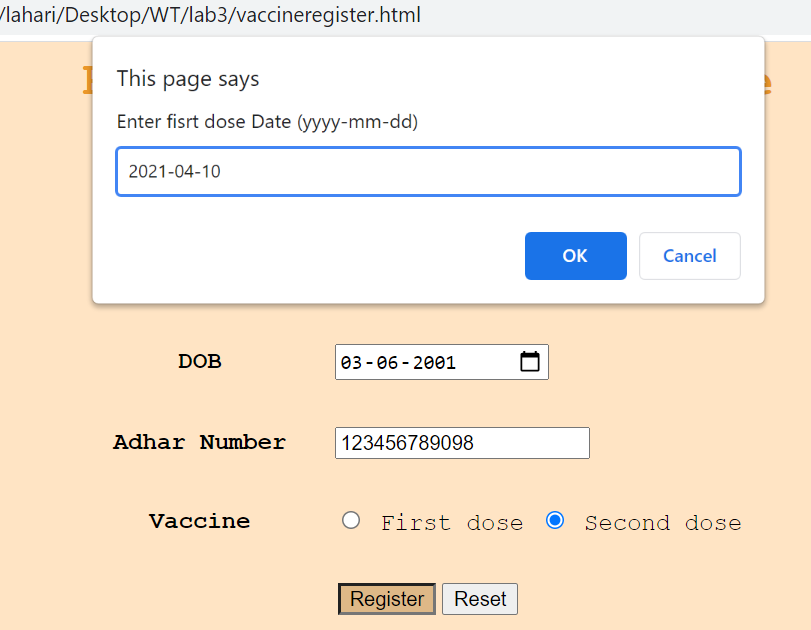 /lahari/Desktop/WT/lab3/vaccineregister.html
This page says
Enter fisrt dose Date (yyyy-mm-dd)
2021-04-10
OK Cancel
DOB 03-06-2001
Adhar Number 123456789098
Vaccine First dose Second dose
Register Reset